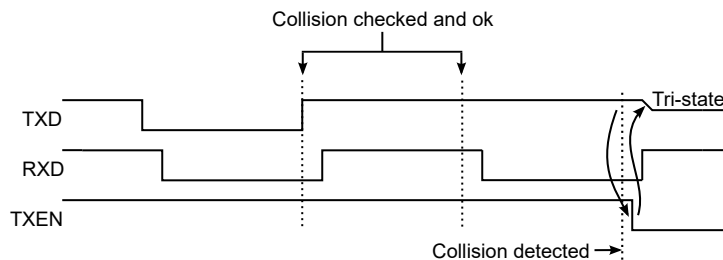 Collision checked and ok
TXD
Tri-state
RXD
TXEN
Collision detected